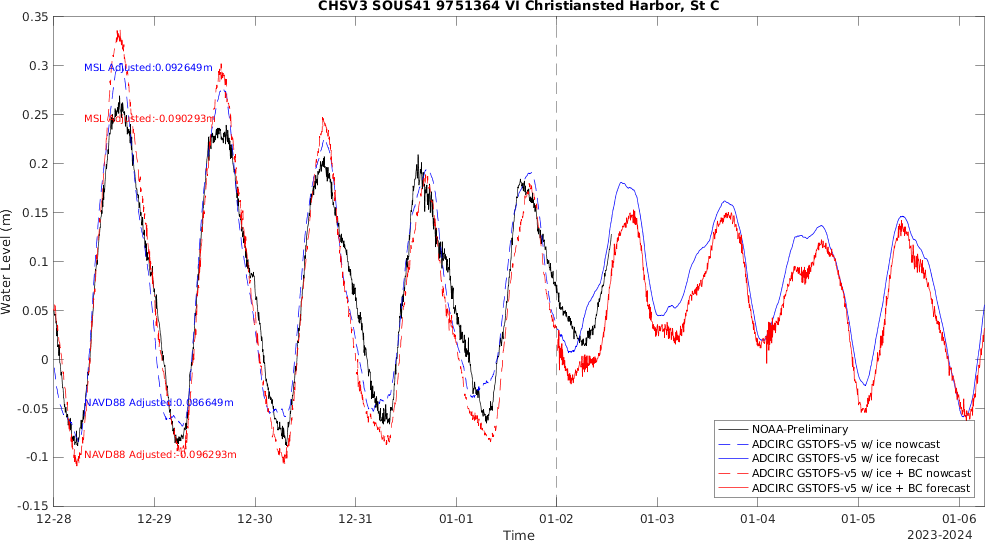 CHSV3 SOUS41 9751364 VI Christiansted Harbor, St C
0.35
0.3
0.25
0.2
0.15
0.1
0.05
0
-0.05
-0.1
-0.15
Water Level (m)
MSL Adjusted:0.092649m
MSL Adjusted:-0.090293m
NAVD88 Adjusted:0.086649m
NAVD88 Adjusted:-0.096293m
NOAA-Preliminary
ADCIRC GSTOFS-v5 w/ ice nowcast
ADCIRC GSTOFS-v5 w/ ice forecast
ADCIRC GSTOFS-v5 w/ ice + BC nowcast
ADCIRC GSTOFS-v5 w/ ice + BC forecast
12-28 12-29 12-30 12-31 01-01 01-02 01-03 01-04 01-05 01-06
Time
2023-2024